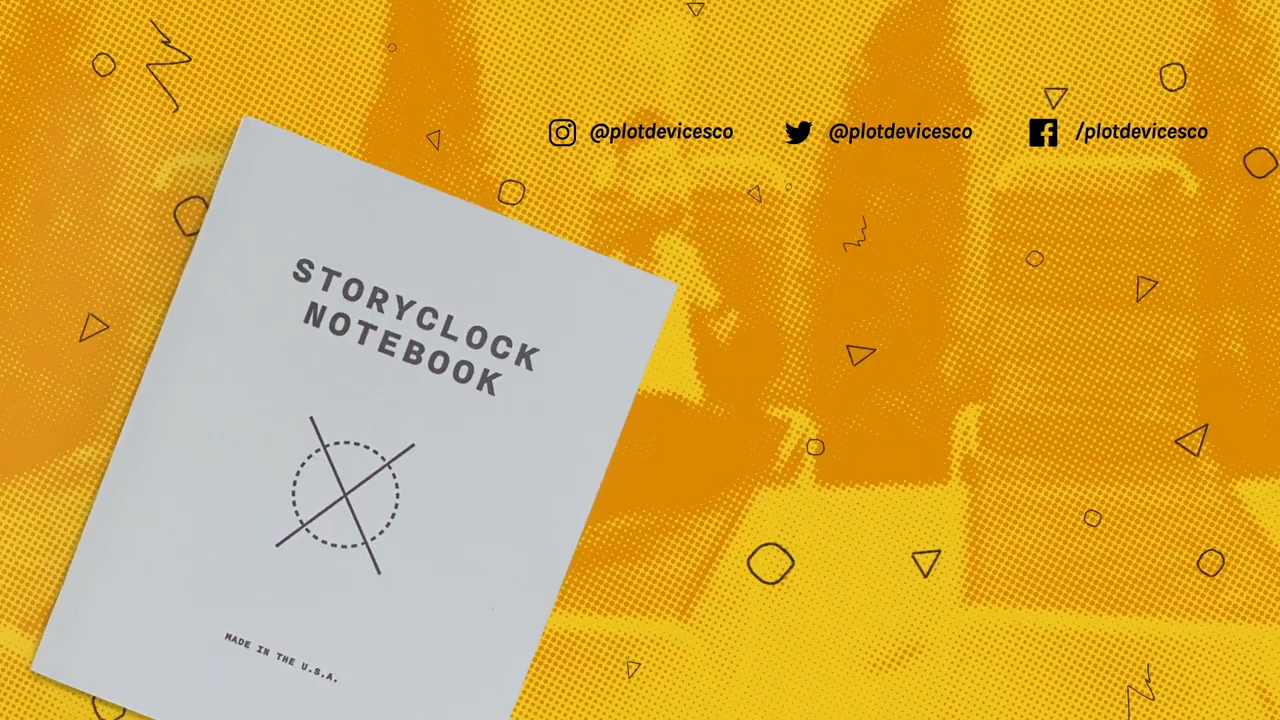 @plotdevicesco
@plotdevicesco
/plotdevicesco
STORYCLOCK
NOTEBOOK
MADE IN THE U.S.A.